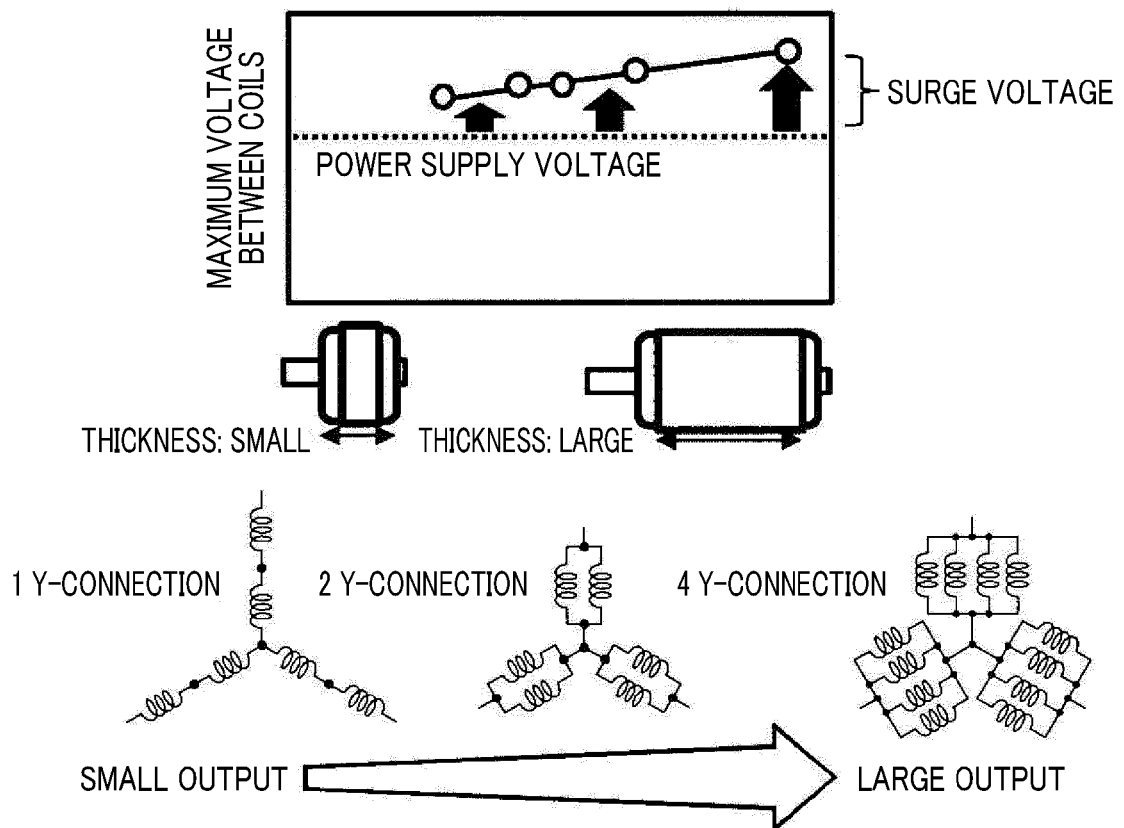 MAXIMUM VOLTAGE
BETWEEN COILS
SURGE VOLTAGE
POWER SUPPLY VOLTAGE
THICKNESS: SMALL
THICKNESS: LARGE
1 Y-CONNECTION
2 Y-CONNECTION
4 Y-CONNECTION
SMALL OUTPUT
LARGE OUTPUT